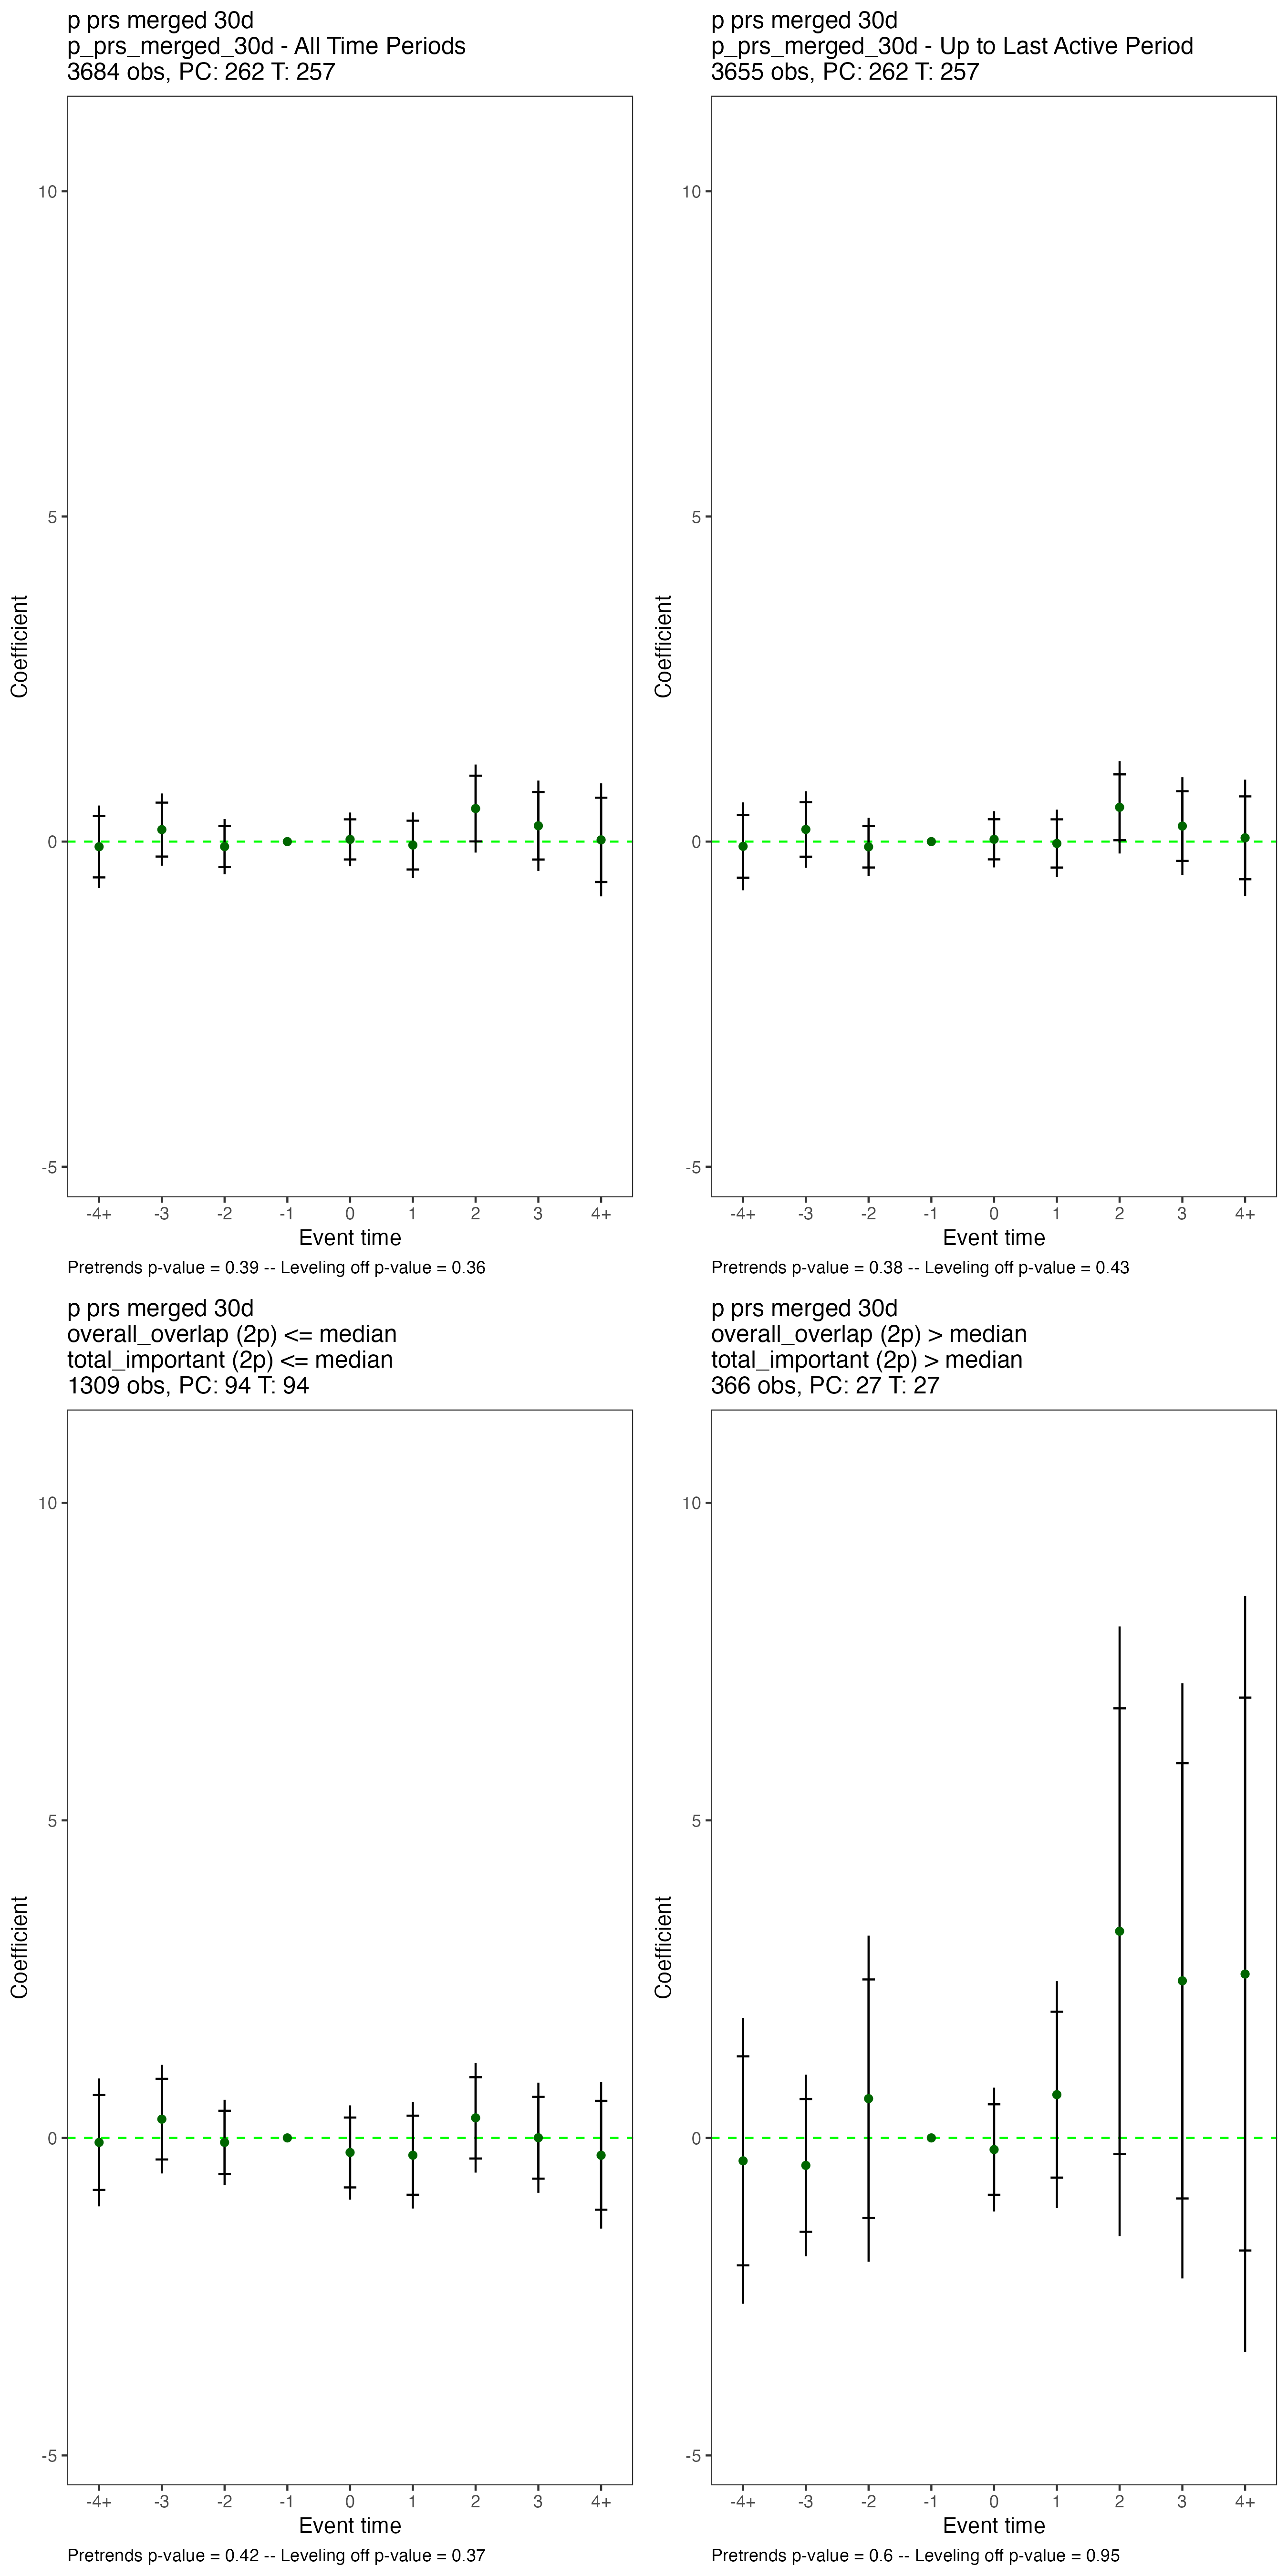 p prs merged 30d
p_prs_merged_30d - All Time Periods
3684 obs, PC: 262 T: 257
10
5
0
-5
Coefficient
-4+ -3 -2 -1 0 1 2 3 4+
Event time
Pretrends p-value = 0.39 -- Leveling off p-value = 0.36
p prs merged 30d
p_prs_merged_30d - Up to Last Active Period
3655 obs, PC: 262 T: 257
10
5
0
-5
Coefficient
-4+ -3 -2 -1 0 1 2 3 4+
Event time
Pretrends p-value = 0.38 -- Leveling off p-value = 0.43
p prs merged 30d
overall_overlap (2p) <= median
total_important (2p) <= median
1309 obs, PC: 94 T: 94
10
5
0
-5
Coefficient
-4+ -3 -2 -1 0 1 2 3 4+
Event time
Pretrends p-value = 0.42 -- Leveling off p-value = 0.37
p prs merged 30d
overall_overlap (2p) > median
total_important (2p) > median
366 obs, PC: 27 T: 27
10
5
0
-5
Coefficient
-4+ -3 -2 -1 0 1 2 3 4+
Event time
Pretrends p-value = 0.6 -- Leveling off p-value = 0.95